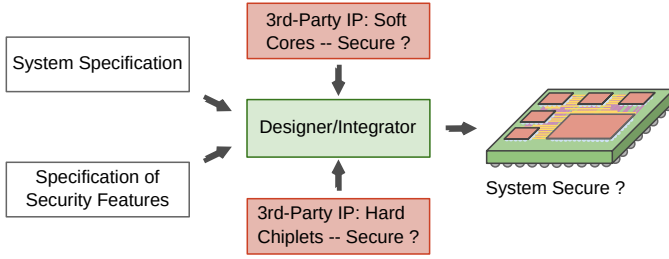 3rd-Party IP: Soft
Cores -- Secure ?
System Specification
Designer/Integrator
Specification of
Security Features
System Secure ?
3rd-Party IP: Hard
Chiplets -- Secure ?